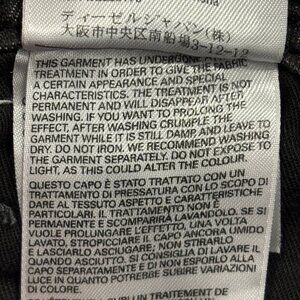 ディーゼルジャパン(株)
大阪市中央区南船場3-12-12
THIS GARMENT HAS UNDERGONE A
TREATMENT IN ORDER TO GIVE THE FABRIC
A CERTAIN APPEARANCE AND SPECIAL
CHARACTERISTICS. THE TREATMENT IS NOT
PERMANENT AND WILL DISAPPEAR AFTER
WASHING. IF YOU WANT TO PROLONG THE
EFFECT, AFTER WASHING CRUMPLE THE
GARMENT WHILE IT IS STILL DAMP, AND LEAVE TO
DRY. DO NOT IRON. WE RECOMMEND WASHING
THE GARMENT SEPARATELY. DO NOT EXPOSE TO
LIGHT, AS THIS COULD ALTER THE COLOUR.
QUESTO CAPO È STATO TRATTATO CON UN
TRATTAMENTO DI PRESSATURA CON LO SCOPO DI
DARE AL TESSUTO ASPETTO E CARATTERISTICHE
PARTICOLARI. IL TRATTAMENTO NON È
PERMANENTE E SCOMPARIRÀ LAVANDOLO. SE SI
VUOLE PROLUNGARE L'EFFETTO, UNA VOLTA
LAVATO, STROPICCIARE IL CAPO ANCORA UMIDO
E LASCIARLO ASCIUGARE; NON STIRARLO
SI CONSIGLIA DI LAVARE IL
CAPO SEPARATAMENTE E DI NON ESPORLO ALLA
LUCE IN QUANTO POTREBBE SUBIRE VARIAZIONI
DI COLORE.
SUBI UN TRAITEMENT DE